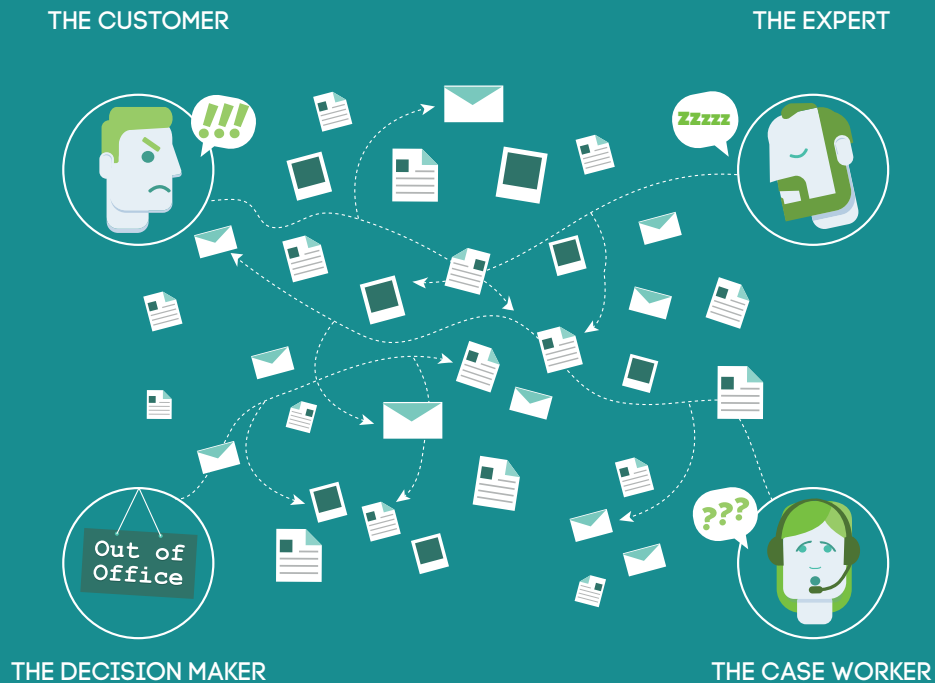 THE CUSTOMER
THE EXPERT
!!!
zzzzz
Out of
Office
???
THE DECISION MAKER
THE CASE WORKER